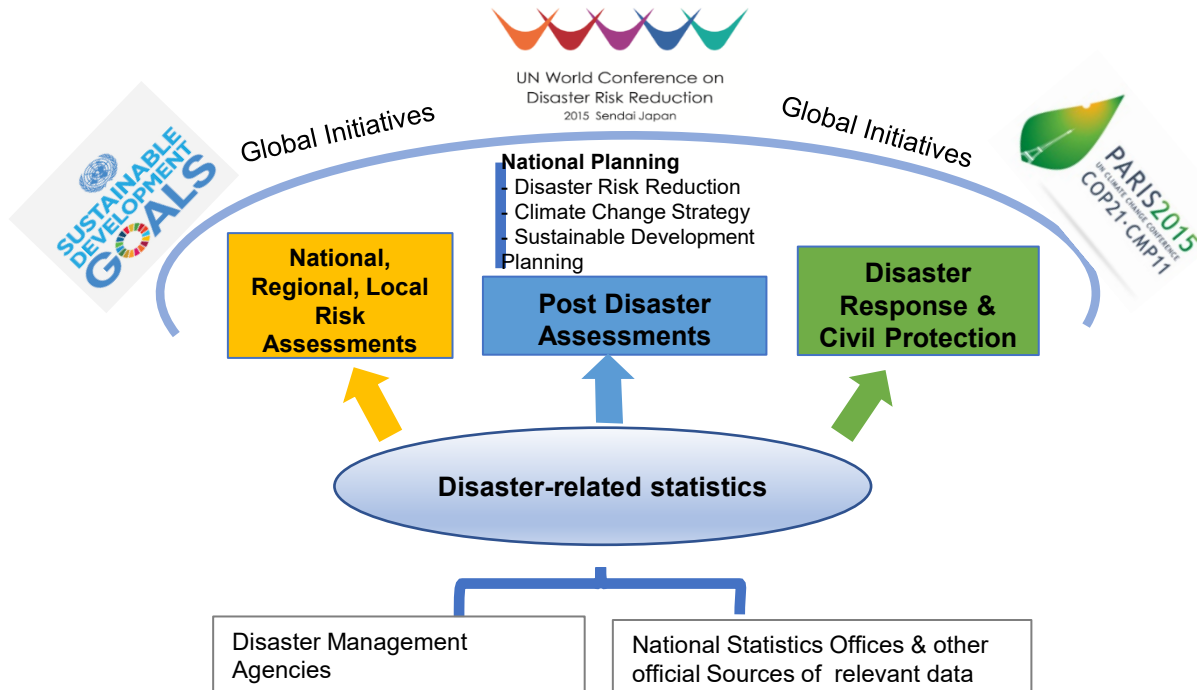 UN World Conference on
Disaster Risk Reduction
2015 Sendai Japan
Global Initiatives
Global Initiatives
SUSTAINABLE
DEVELOPMENT
GOALS
PARIS2015
UN CLIMATE CHANGE CONFERENCE
COP21·CMP11
National Planning
- Disaster Risk Reduction
- Climate Change Strategy
- Sustainable Development
Planning
National,
Regional, Local
Risk
Assessments
Post Disaster
Assessments
Disaster
Response &
Civil Protection
Disaster-related statistics
Disaster Management
Agencies
National Statistics Offices & other
official Sources of relevant data